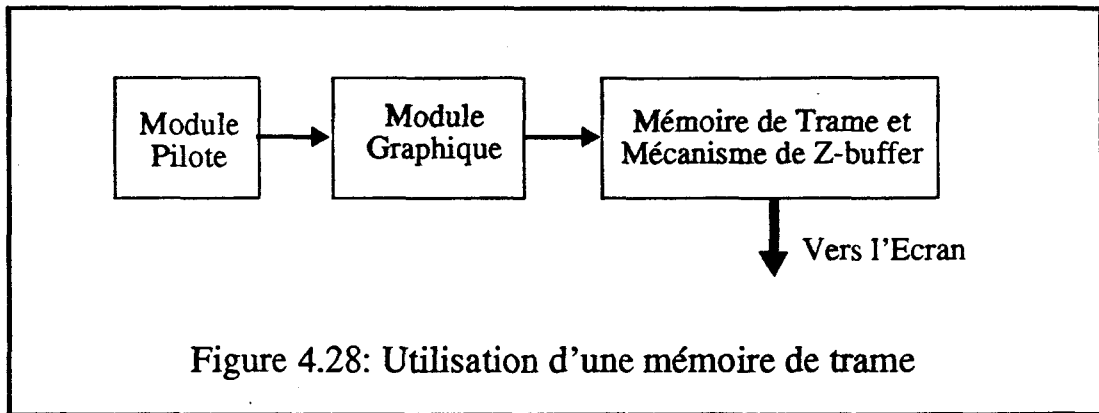 Module
Pilote
Module
Graphique
Mémoire de Trame et
Mécanisme de Z-buffer
Vers l'Ecran
Figure 4.28: Utilisation d'une mémoire de trame